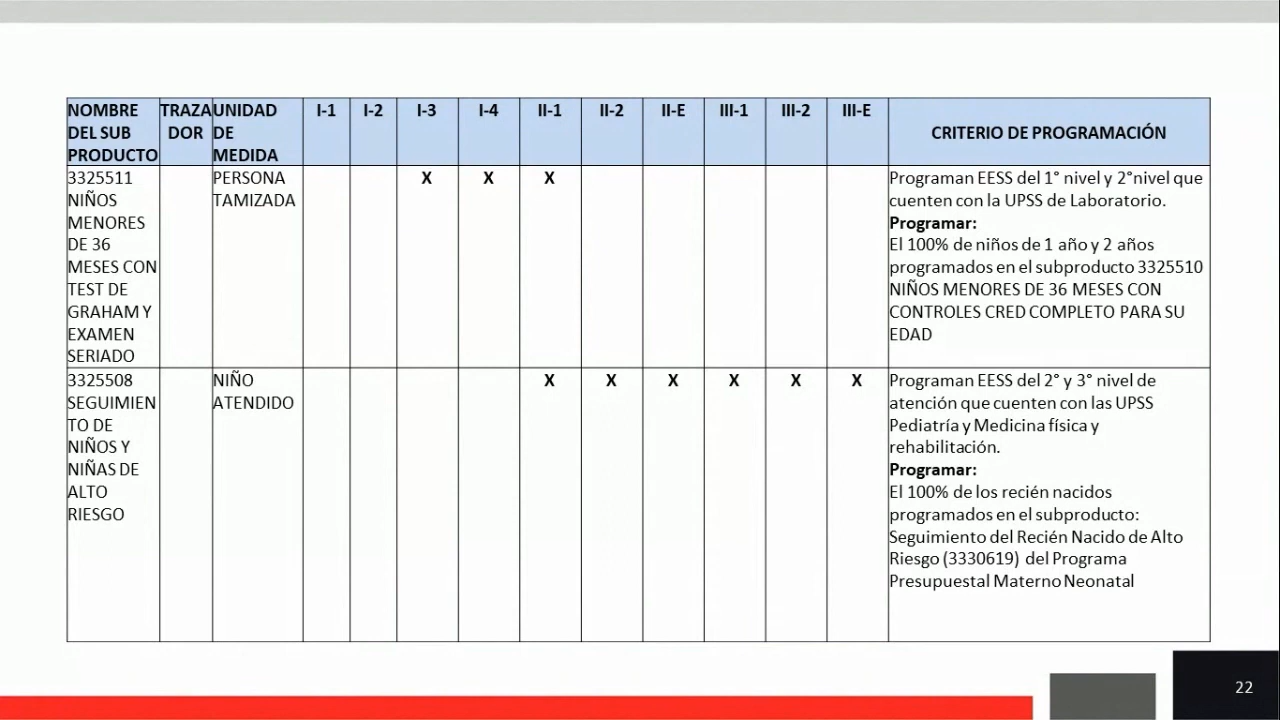 NOMBRE
DEL SUB
PRODUCTO
TRAZA
DOR
UNIDAD
DE
MEDIDA
I-1
I-2
I-3
I-4
II-1
II-2
II-E
III-1
III-2
III-E
CRITERIO DE PROGRAMACIÓN
3325511
NIÑOS
MENORES
DE 36
MESES CON
TEST DE
GRAHAM Y
EXAMEN
SERIADO
PERSONA
TAMIZADA
X
X
X
Programan EESS del 1° nivel y 2°nivel que
cuenten con la UPSS de Laboratorio.
Programar:
El 100% de niños de 1 año y 2 años
programados en el subproducto 3325510
NIÑOS MENORES DE 36 MESES CON
CONTROLES CRED COMPLETO PARA SU
EDAD
3325508
SEGUIMIEN
TO DE
NIÑOS Y
NIÑAS DE
ALTO
RIESGO
NIÑO
ATENDIDO
X
X
X
X
X
X
Programan EESS del 2° y 3° nivel de
atención que cuenten con las UPSS
Pediatría y Medicina física y
rehabilitación.
Programar:
El 100% de los recién nacidos
programados en el subproducto:
Seguimiento del Recién Nacido de Alto
Riesgo (3330619) del Programa
Presupuestal Materno Neonatal
22